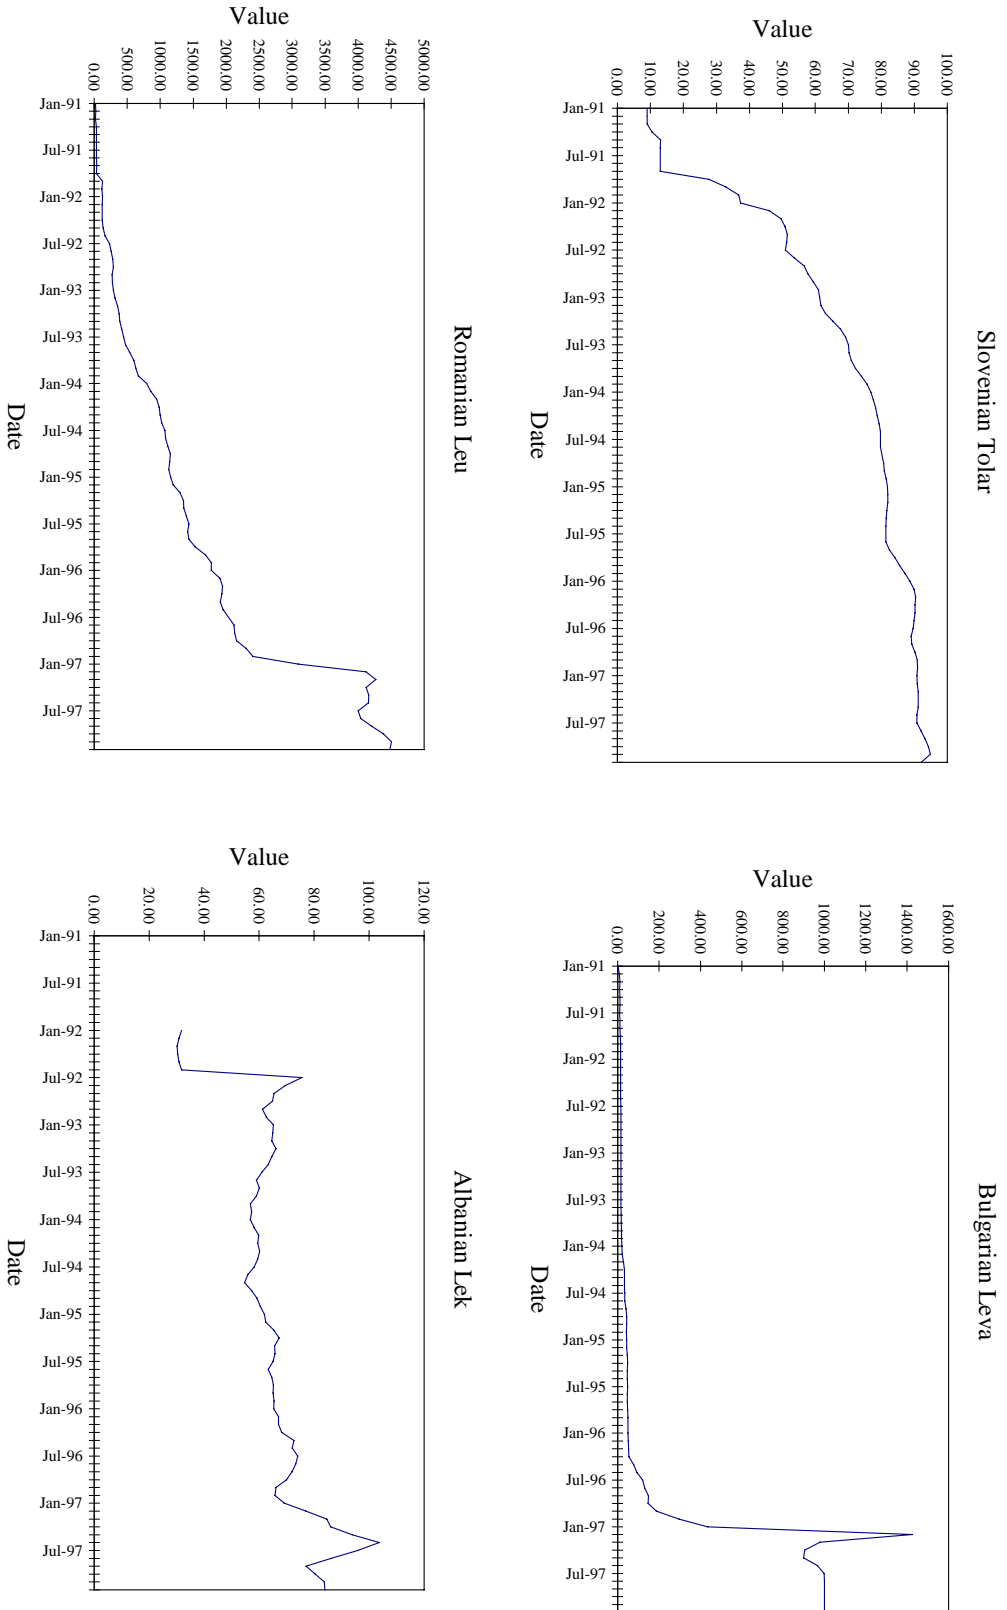 Slovenian Tolar
Value
100.00
90.00
80.00
70.00
60.00
50.00
40.00
30.00
20.00
10.00
0.00
Jan-91
Jul-91
Jan-92
Jul-92
Jan-93
Jul-93
Jan-94
Jul-94
Jan-95
Jul-95
Jan-96
Jul-96
Jan-97
Jul-97
Date
Bulgarian Leva
Value
1600.00
1400.00
1200.00
1000.00
800.00
600.00
400.00
200.00
0.00
Jan-91
Jul-91
Jan-92
Jul-92
Jan-93
Jul-93
Jan-94
Jul-94
Jan-95
Jul-95
Jan-96
Jul-96
Jan-97
Jul-97
Date
Romanian Leu
Value
5000.00
4500.00
4000.00
3500.00
3000.00
2500.00
2000.00
1500.00
1000.00
500.00
0.00
Jan-91
Jul-91
Jan-92
Jul-92
Jan-93
Jul-93
Jan-94
Jul-94
Jan-95
Jul-95
Jan-96
Jul-96
Jan-97
Jul-97
Date
Albanian Lek
Value
120.00
100.00
80.00
60.00
40.00
20.00
0.00
Jan-91
Jul-91
Jan-92
Jul-92
Jan-93
Jul-93
Jan-94
Jul-94
Jan-95
Jul-95
Jan-96
Jul-96
Jan-97
Jul-97
Date